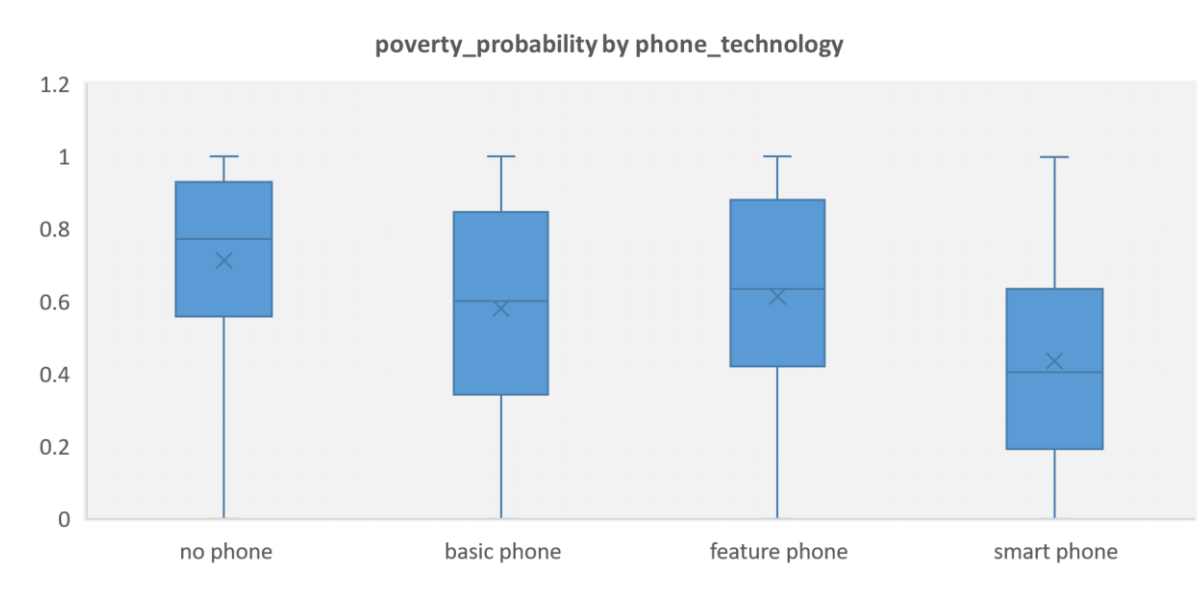 poverty_probability by phone_technology
1.2
1
0.8
0.6
0.4
0.2
0
no phone
basic phone
feature phone
smart phone